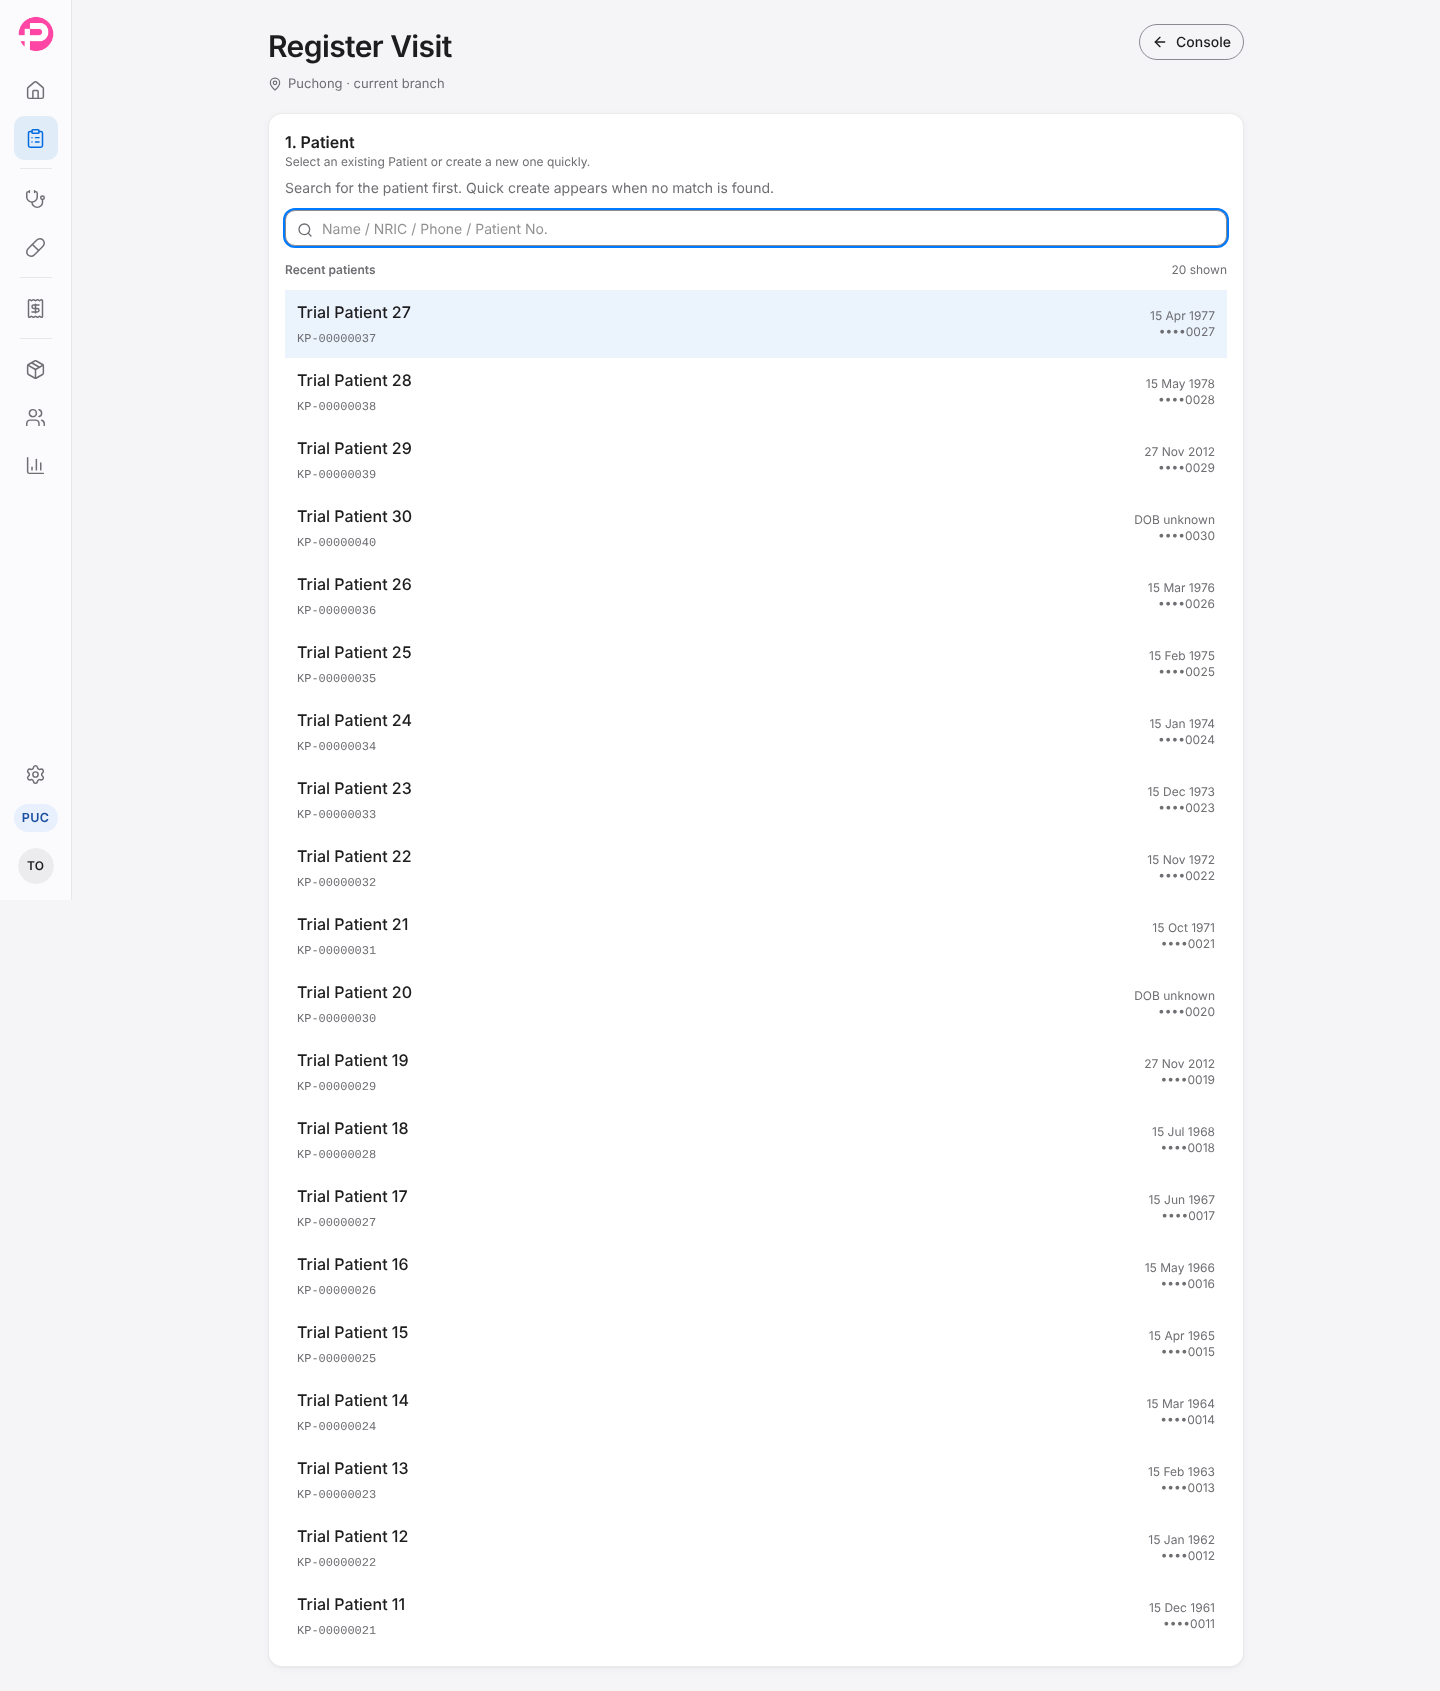 Register Visit
Console
Puchong · current branch
1. Patient
Select an existing Patient or create a new one quickly.
Search for the patient first. Quick create appears when no match is found.
Name / NRIC / Phone / Patient No.
Recent patients
20 shown
Trial Patient 27
15 Apr 1977
KP-00000037
••••0027
Trial Patient 28
15 May 1978
KP-00000038
••••0028
Trial Patient 29
27 Nov 2012
KP-00000039
••••0029
Trial Patient 30
DOB unknown
KP-00000040
••••0030
Trial Patient 26
15 Mar 1976
KP-00000036
••••0026
Trial Patient 25
15 Feb 1975
KP-00000035
••••0025
Trial Patient 24
15 Jan 1974
KP-00000034
••••0024
Trial Patient 23
15 Dec 1973
KP-00000033
••••0023
Trial Patient 22
15 Nov 1972
KP-00000032
••••0022
Trial Patient 21
15 Oct 1971
KP-00000031
••••0021
Trial Patient 20
DOB unknown
KP-00000030
••••0020
Trial Patient 19
27 Nov 2012
KP-00000029
••••0019
Trial Patient 18
15 Jul 1968
KP-00000028
••••0018
Trial Patient 17
15 Jun 1967
KP-00000027
••••0017
Trial Patient 16
15 May 1966
KP-00000026
••••0016
Trial Patient 15
15 Apr 1965
KP-00000025
••••0015
Trial Patient 14
15 Mar 1964
KP-00000024
••••0014
Trial Patient 13
15 Feb 1963
KP-00000023
••••0013
Trial Patient 12
15 Jan 1962
KP-00000022
••••0012
Trial Patient 11
15 Dec 1961
KP-00000021
••••0011
PUC
TO